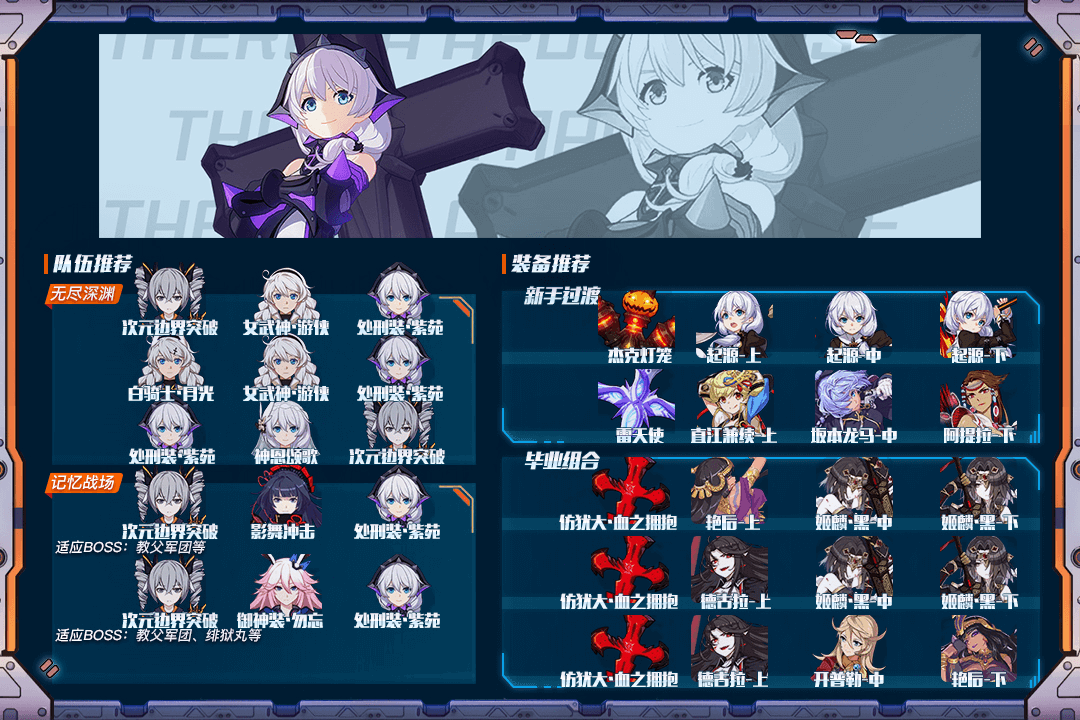 队伍推荐
无尽深渊
次元边界突破 女武神·游侠 处刑装·紫苑
白骑士·月光 女武神·游侠 处刑装·紫苑
处刑装·紫苑 神恩颂歌 次元边界突破
记忆战场
次元边界突破 影舞冲击 处刑装·紫苑
适应BOSS：教父军团等
次元边界突破 御神装·勿忘 处刑装·紫苑
适应BOSS：教父军团、绯狱丸等
装备推荐
新手过渡
杰克灯笼 起源-上 起源-中 起源-下
雷天使 直江兼续-上 坂本龙马-中 阿提拉-下
毕业组合
仿犹大·血之拥抱 艳后-上 姬麟·黑-中 姬麟·黑-下
仿犹大·血之拥抱 德古拉-上 姬麟·黑-中 姬麟·黑-下
仿犹大·血之拥抱 德古拉-上 开普勒-中 艳后-下